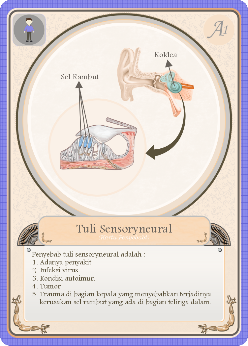 A1
Koklea
Sel Rambut
Tuli Sensoryneural
Penyebab tuli sensoryneural adalah :
1. Adanya penyakit
2. Infeksi virus
3. Kondisi autoimun
4. Tumor
5. Trauma di bagian kepala yang menyebabkan terjadinya
kerusakan sel rambut yang ada di bagian telinga dalam